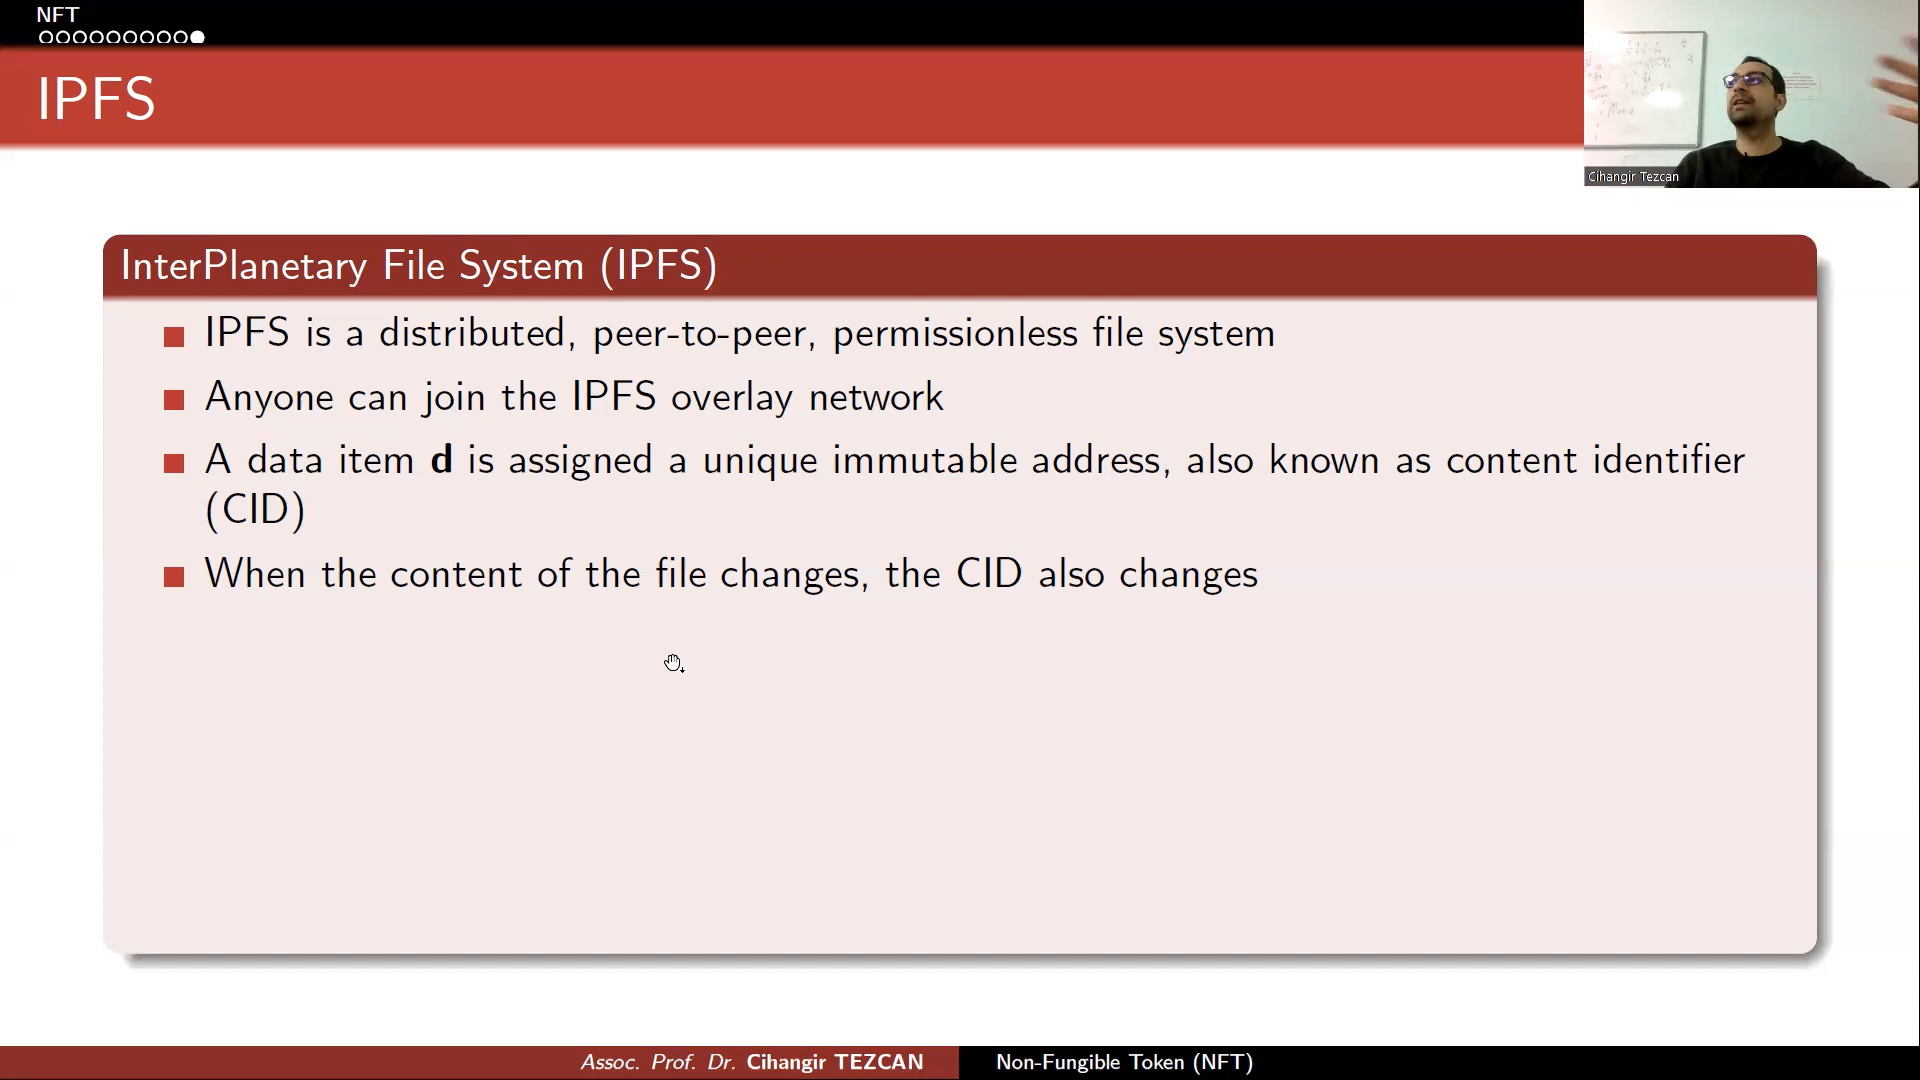 NFT
IPFS
Cihangir Tezcan
InterPlanetary File System (IPFS)
IPFS is a distributed, peer-to-peer, permissionless file system
Anyone can join the IPFS overlay network
A data item d is assigned a unique immutable address, also known as content identifier
(CID)
When the content of the file changes, the CID also changes
Assoc. Prof. Dr. Cihangir TEZCAN
Non-Fungible Token (NFT)